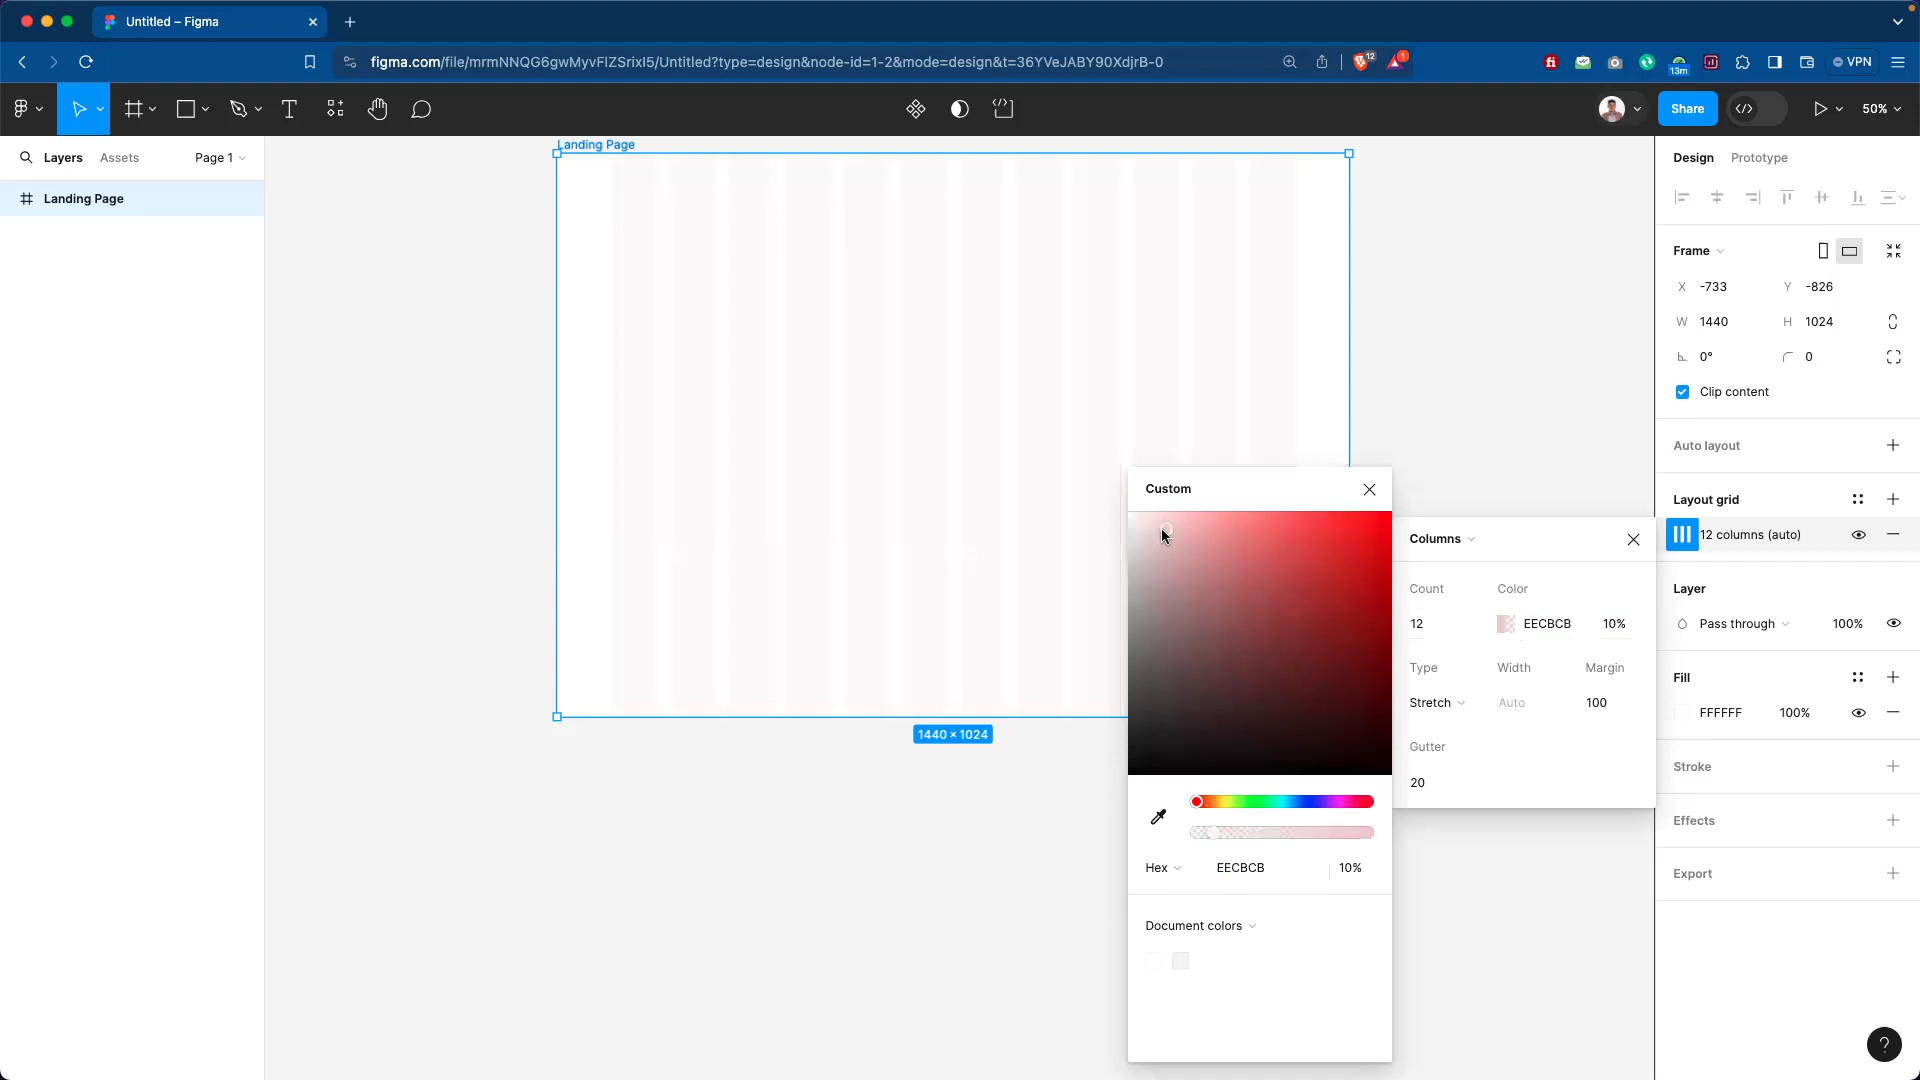 Untitled – Figma
figma.com/file/mrmNNQG6gwMyvFlZSrixI5/Untitled?type=design&node-id=1-2&mode=design&t=36YVeJABY90XdjrB-0
12
1
13m
VPN
Share
50%
Layers
Assets
Page 1
Landing Page
Landing Page
1440 × 1024
Design
Prototype
Frame
X -733
Y -826
W 1440
H 1024
0°
0
Clip content
Auto layout
Layout grid
12 columns (auto)
Layer
Pass through
100%
Fill
FFFFFF
100%
Stroke
Effects
Export
Columns
Count
Color
12
EECBCB
10%
Type
Width
Margin
Stretch
Auto
100
Gutter
20
Custom
Hex
EECBCB
10%
Document colors
?